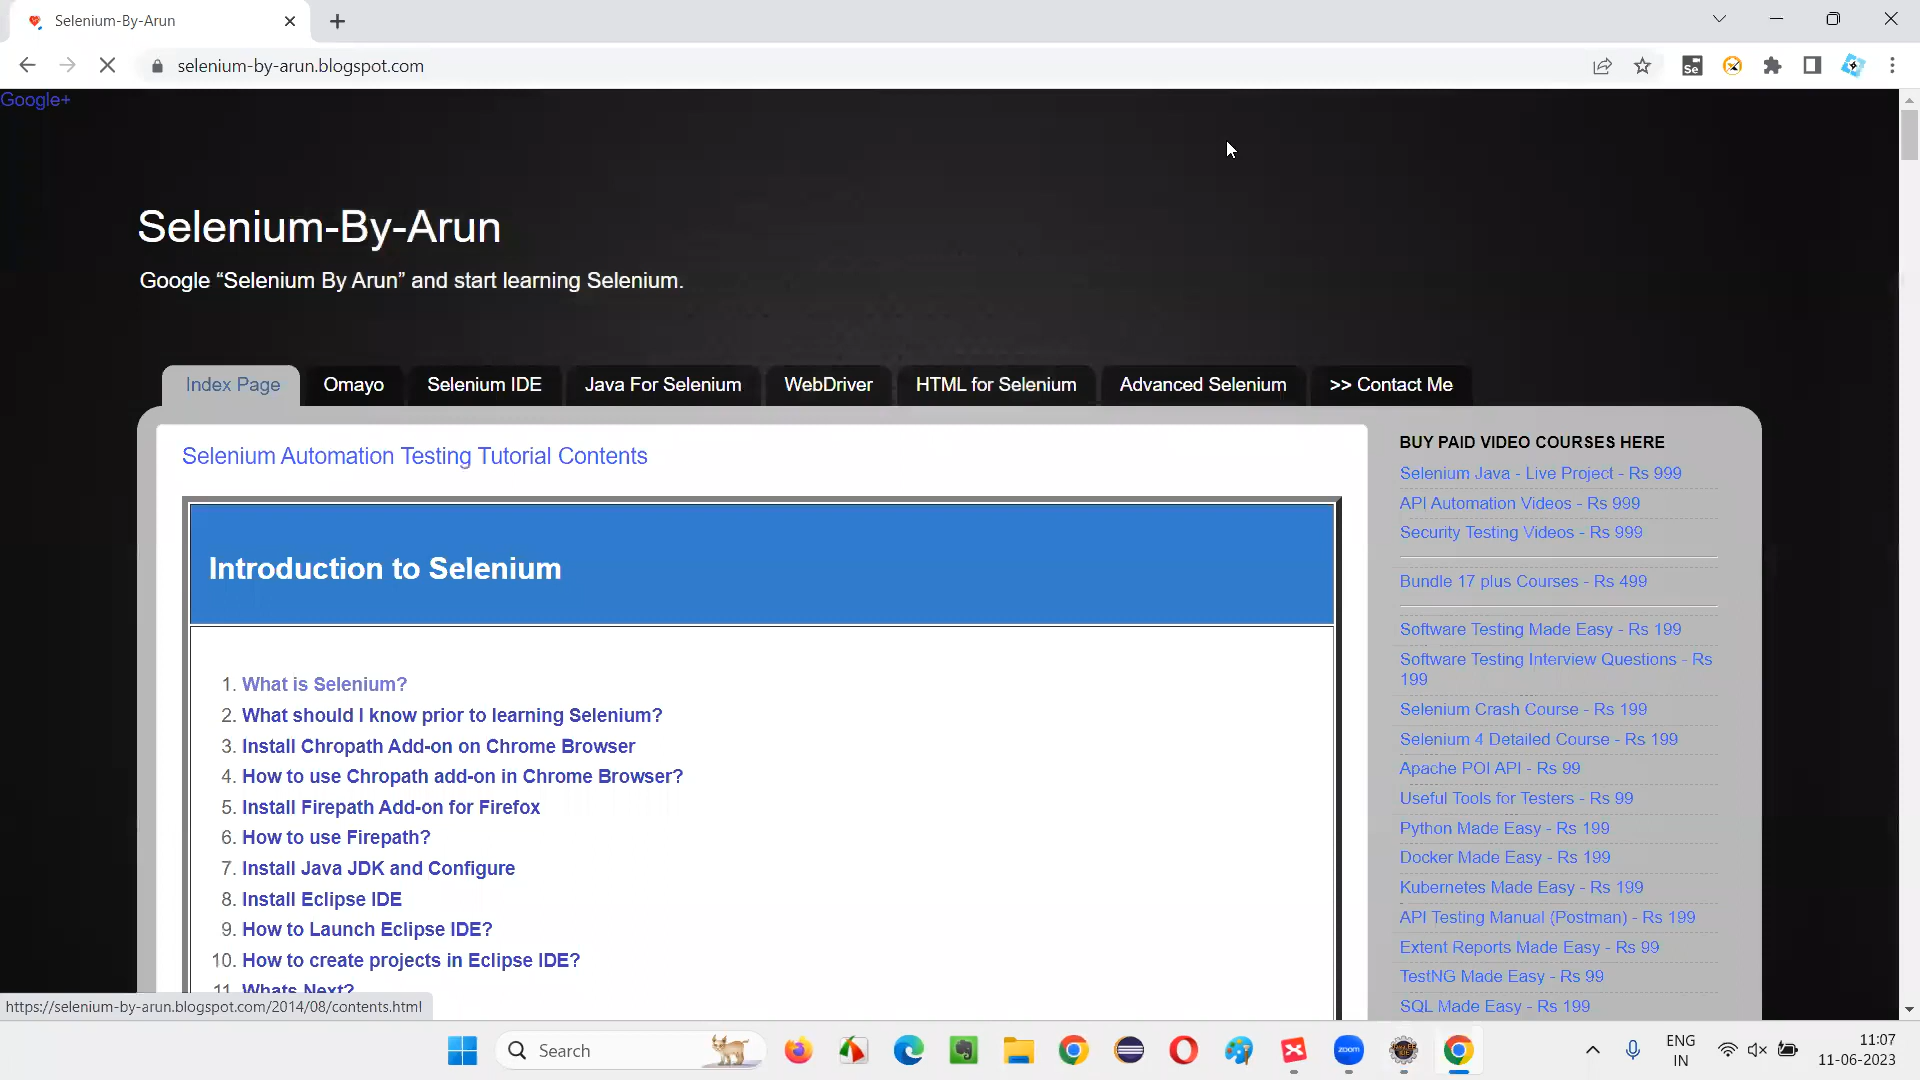 Selenium-By-Arun
selenium-by-arun.blogspot.com
Se
Google+
Selenium-By-Arun
Google “Selenium By Arun” and start learning Selenium.
Index Page
Omayo
Selenium IDE
Java For Selenium
WebDriver
HTML for Selenium
Advanced Selenium
>> Contact Me
Selenium Automation Testing Tutorial Contents
Introduction to Selenium
1. What is Selenium?
2. What should I know prior to learning Selenium?
3. Install Chropath Add-on on Chrome Browser
4. How to use Chropath add-on in Chrome Browser?
5. Install Firepath Add-on for Firefox
6. How to use Firepath?
7. Install Java JDK and Configure
8. Install Eclipse IDE
9. How to Launch Eclipse IDE?
10. How to create projects in Eclipse IDE?
11. Whats Next?
BUY PAID VIDEO COURSES HERE
Selenium Java - Live Project - Rs 999
API Automation Videos - Rs 999
Security Testing Videos - Rs 999
Bundle 17 plus Courses - Rs 499
Software Testing Made Easy - Rs 199
Software Testing Interview Questions - Rs
199
Selenium Crash Course - Rs 199
Selenium 4 Detailed Course - Rs 199
Apache POI API - Rs 99
Useful Tools for Testers - Rs 99
Python Made Easy - Rs 199
Docker Made Easy - Rs 199
Kubernetes Made Easy - Rs 199
API Testing Manual (Postman) - Rs 199
Extent Reports Made Easy - Rs 99
TestNG Made Easy - Rs 99
SQL Made Easy - Rs 199
https://selenium-by-arun.blogspot.com/2014/08/contents.html
Search
zoom
ENG
IN
11:07
11-06-2023